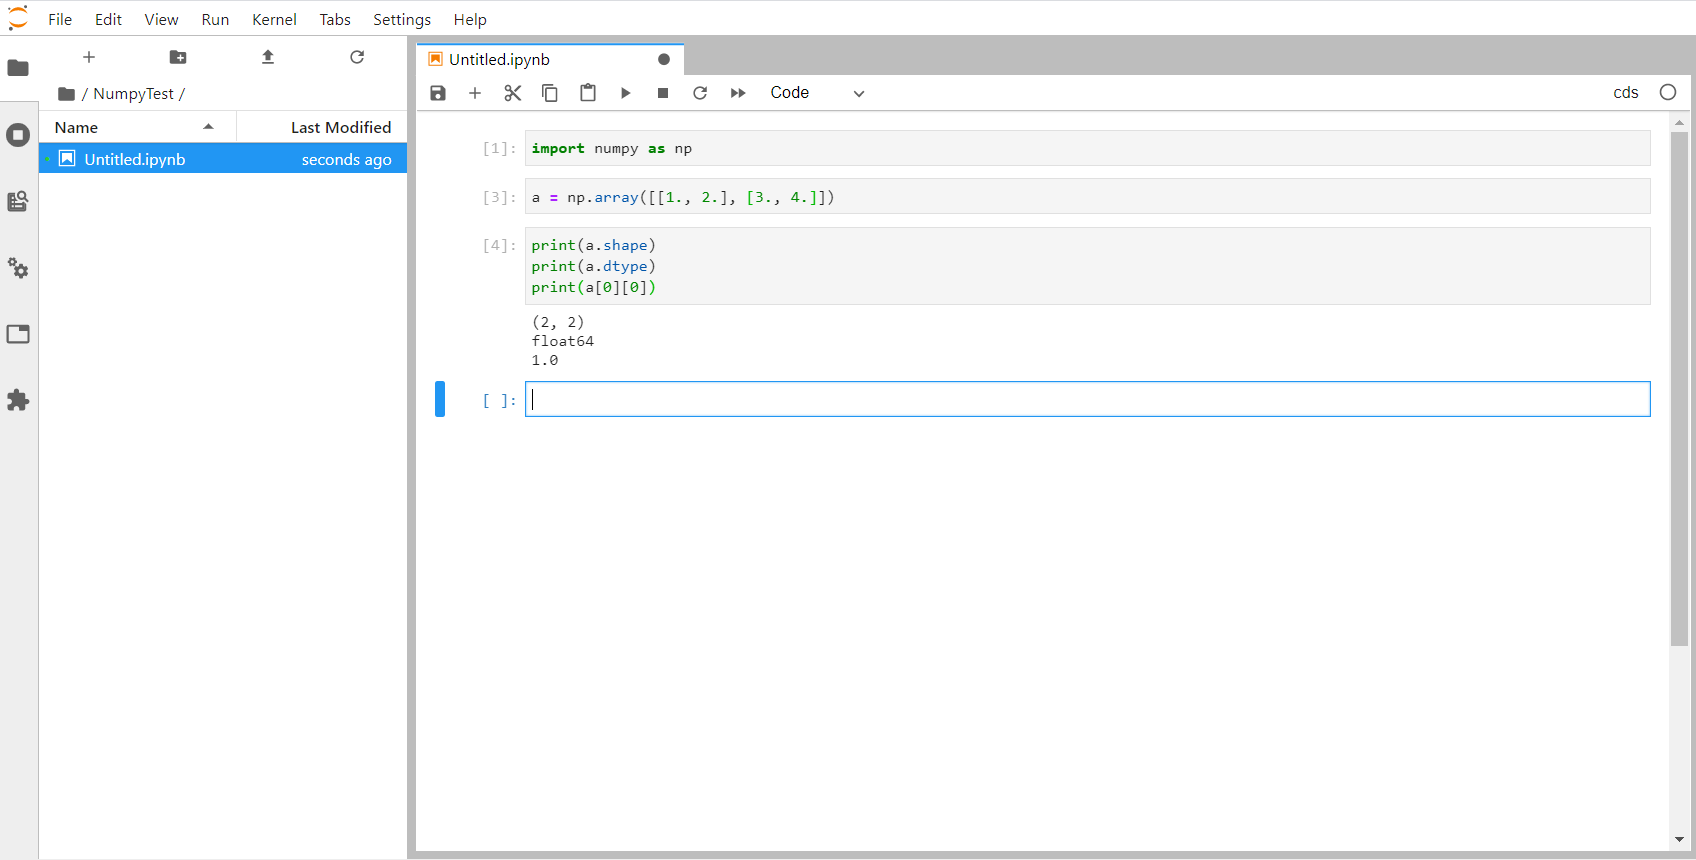 File Edit View Run Kernel Tabs Settings Help
/ NumpyTest /
Name Last Modified
Untitled.ipynb seconds ago
Untitled.ipynb
Code cds
[1]: import numpy as np
[3]: a = np.array([[1., 2.], [3., 4.]])
[4]: print(a.shape)
print(a.dtype)
print(a[0][0])
(2, 2)
float64
1.0
[ ]: